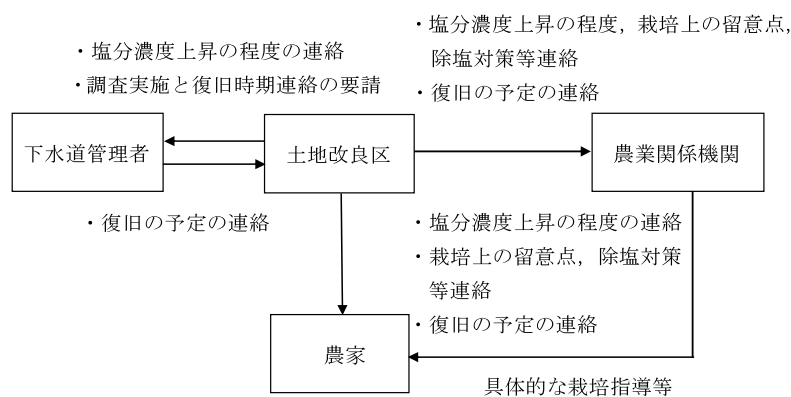 ・塩分濃度上昇の程度の連絡
・調査実施と復旧時期連絡の要請
・塩分濃度上昇の程度，栽培上の留意点，
除塩対策等連絡
・復旧の予定の連絡
下水道管理者
土地改良区
農業関係機関
・復旧の予定の連絡
・塩分濃度上昇の程度の連絡
・栽培上の留意点，除塩対策
等連絡
・復旧の予定の連絡
農家
具体的な栽培指導等